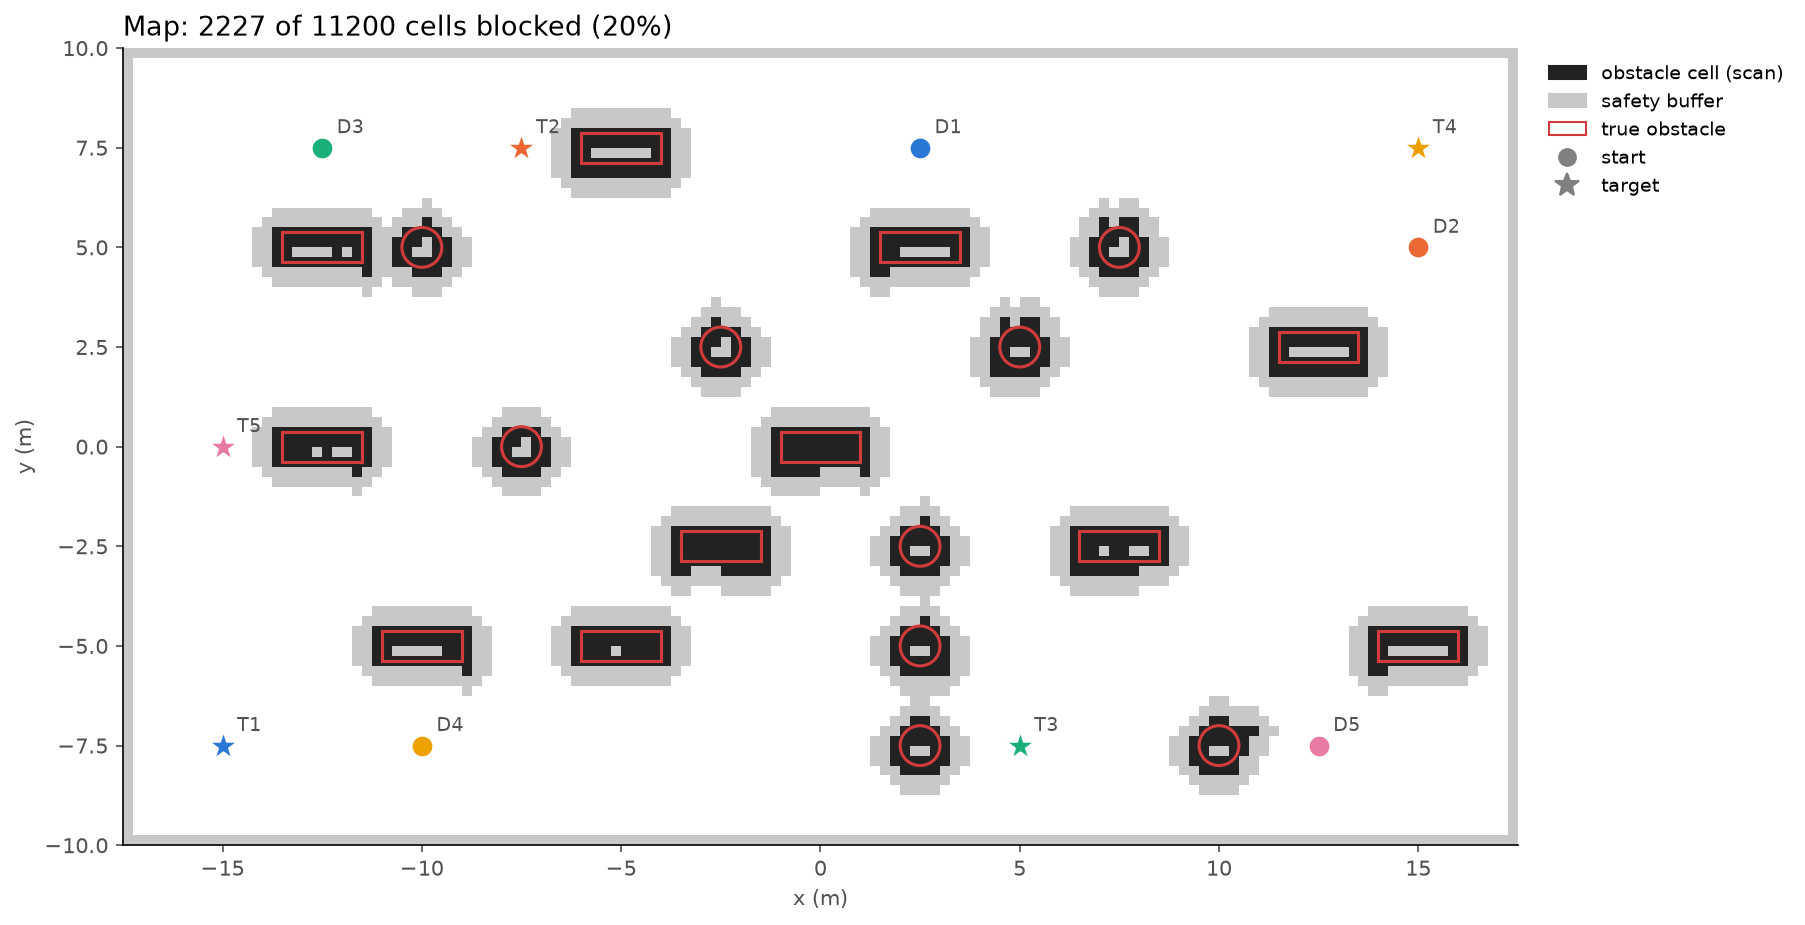 Map: 2227 of 11200 cells blocked (20%)
10.0
7.5
5.0
2.5
0.0
−2.5
−5.0
−7.5
−10.0
y (m)
−15
−10
−5
0
5
10
15
x (m)
D3
T2
D1
T4
D2
T5
T1
D4
T3
D5
obstacle cell (scan)
safety buffer
true obstacle
start
target